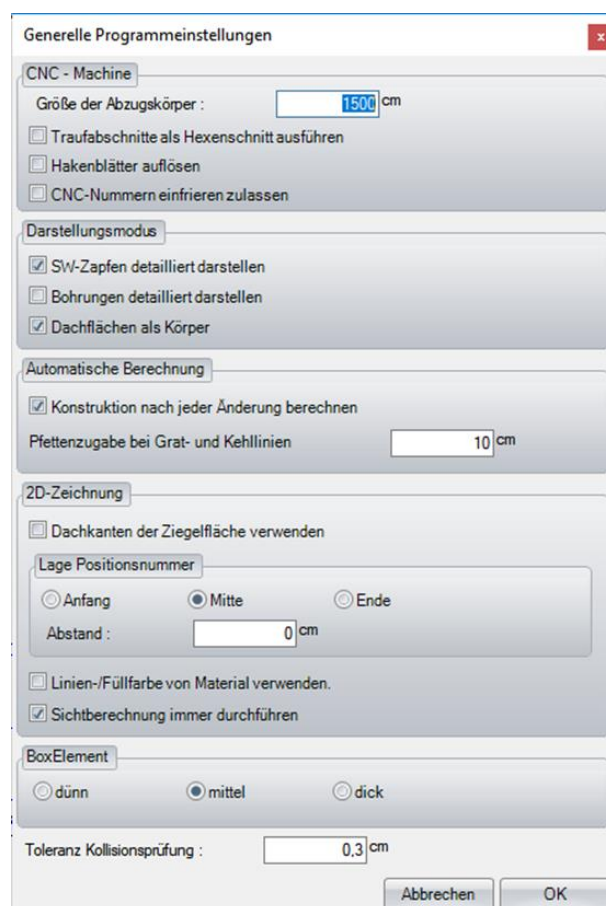 Generelle Programmeinstellungen
x
CNC - Machine
Größe der Abzugskörper : 1500 cm
Traufabschnitte als Hexenschnitt ausführen
Hakenblätter auflösen
CNC-Nummern einfrieren zulassen
Darstellungsmodus
SW-Zapfen detailliert darstellen
Bohrungen detailliert darstellen
Dachflächen als Körper
Automatische Berechnung
Konstruktion nach jeder Änderung berechnen
Pfettenzugabe bei Grat- und Kehllinien 10 cm
2D-Zeichnung
Dachkanten der Ziegelfläche verwenden
Lage Positionsnummer
Anfang Mitte Ende
Abstand : 0 cm
Linien-/Füllfarbe von Material verwenden.
Sichtberechnung immer durchführen
BoxElement
dünn mittel dick
Toleranz Kollisionsprüfung : 0,3 cm
Abbrechen OK